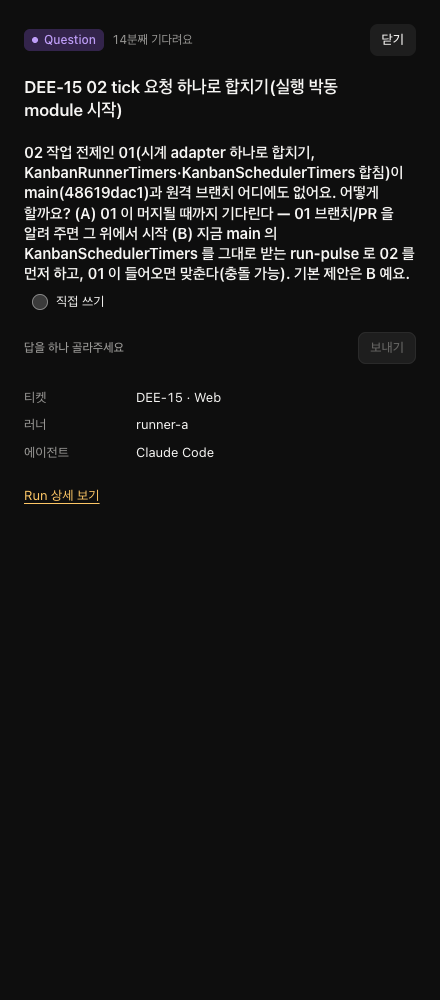 Question
14분째 기다려요
닫기
DEE-15 02 tick 요청 하나로 합치기(실행 박동
module 시작)
02 작업 전제인 01(시계 adapter 하나로 합치기,
KanbanRunnerTimers·KanbanSchedulerTimers 합침)이
main(48619dac1)과 원격 브랜치 어디에도 없어요. 어떻게
할까요? (A) 01 이 머지될 때까지 기다린다 — 01 브랜치/PR 을
알려 주면 그 위에서 시작 (B) 지금 main 의
KanbanSchedulerTimers 를 그대로 받는 run-pulse 로 02 를
먼저 하고, 01 이 들어오면 맞춘다(충돌 가능). 기본 제안은 B 예요.
직접 쓰기
답을 하나 골라주세요
보내기
티켓 DEE-15 · Web
러너 runner-a
에이전트 Claude Code
Run 상세 보기